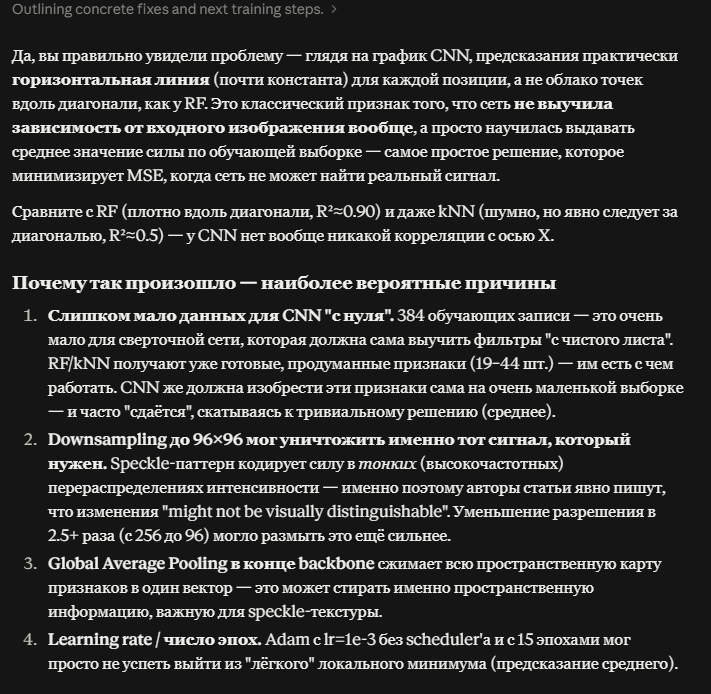 Outlining concrete fixes and next training steps. >
Да, вы правильно увидели проблему — глядя на график CNN, предсказания практически
горизонтальная линия (почти константа) для каждой позиции, а не облако точек
вдоль диагонали, как у RF. Это классический признак того, что сеть не выучила
зависимость от входного изображения вообще, а просто научилась выдавать
среднее значение силы по обучающей выборке — самое простое решение, которое
минимизирует MSE, когда сеть не может найти реальный сигнал.
Сравните с RF (плотно вдоль диагонали, R²≈0.90) и даже kNN (шумно, но явно следует за
диагональю, R²≈0.5) — у CNN нет вообще никакой корреляции с осью X.
Почему так произошло — наиболее вероятные причины
1. Слишком мало данных для CNN "с нуля". 384 обучающих записи — это очень
мало для сверточной сети, которая должна сама выучить фильтры "с чистого листа".
RF/kNN получают уже готовые, продуманные признаки (19–44 шт.) — им есть с чем
работать. CNN же должна изобрести эти признаки сама на очень маленькой выборке
— и часто "сдаётся", скатываясь к тривиальному решению (среднее).
2. Downsampling до 96×96 мог уничтожить именно тот сигнал, который
нужен. Speckle-паттерн кодирует силу в тонких (высокочастотных)
перераспределениях интенсивности — именно поэтому авторы статьи явно пишут,
что изменения "might not be visually distinguishable". Уменьшение разрешения в
2.5+ раза (с 256 до 96) могло размыть это ещё сильнее.
3. Global Average Pooling в конце backbone сжимает всю пространственную карту
признаков в один вектор — это может стирать именно пространственную
информацию, важную для speckle-текстуры.
4. Learning rate / число эпох. Adam с lr=1e-3 без scheduler'а и с 15 эпохами мог
просто не успеть выйти из "лёгкого" локального минимума (предсказание среднего).